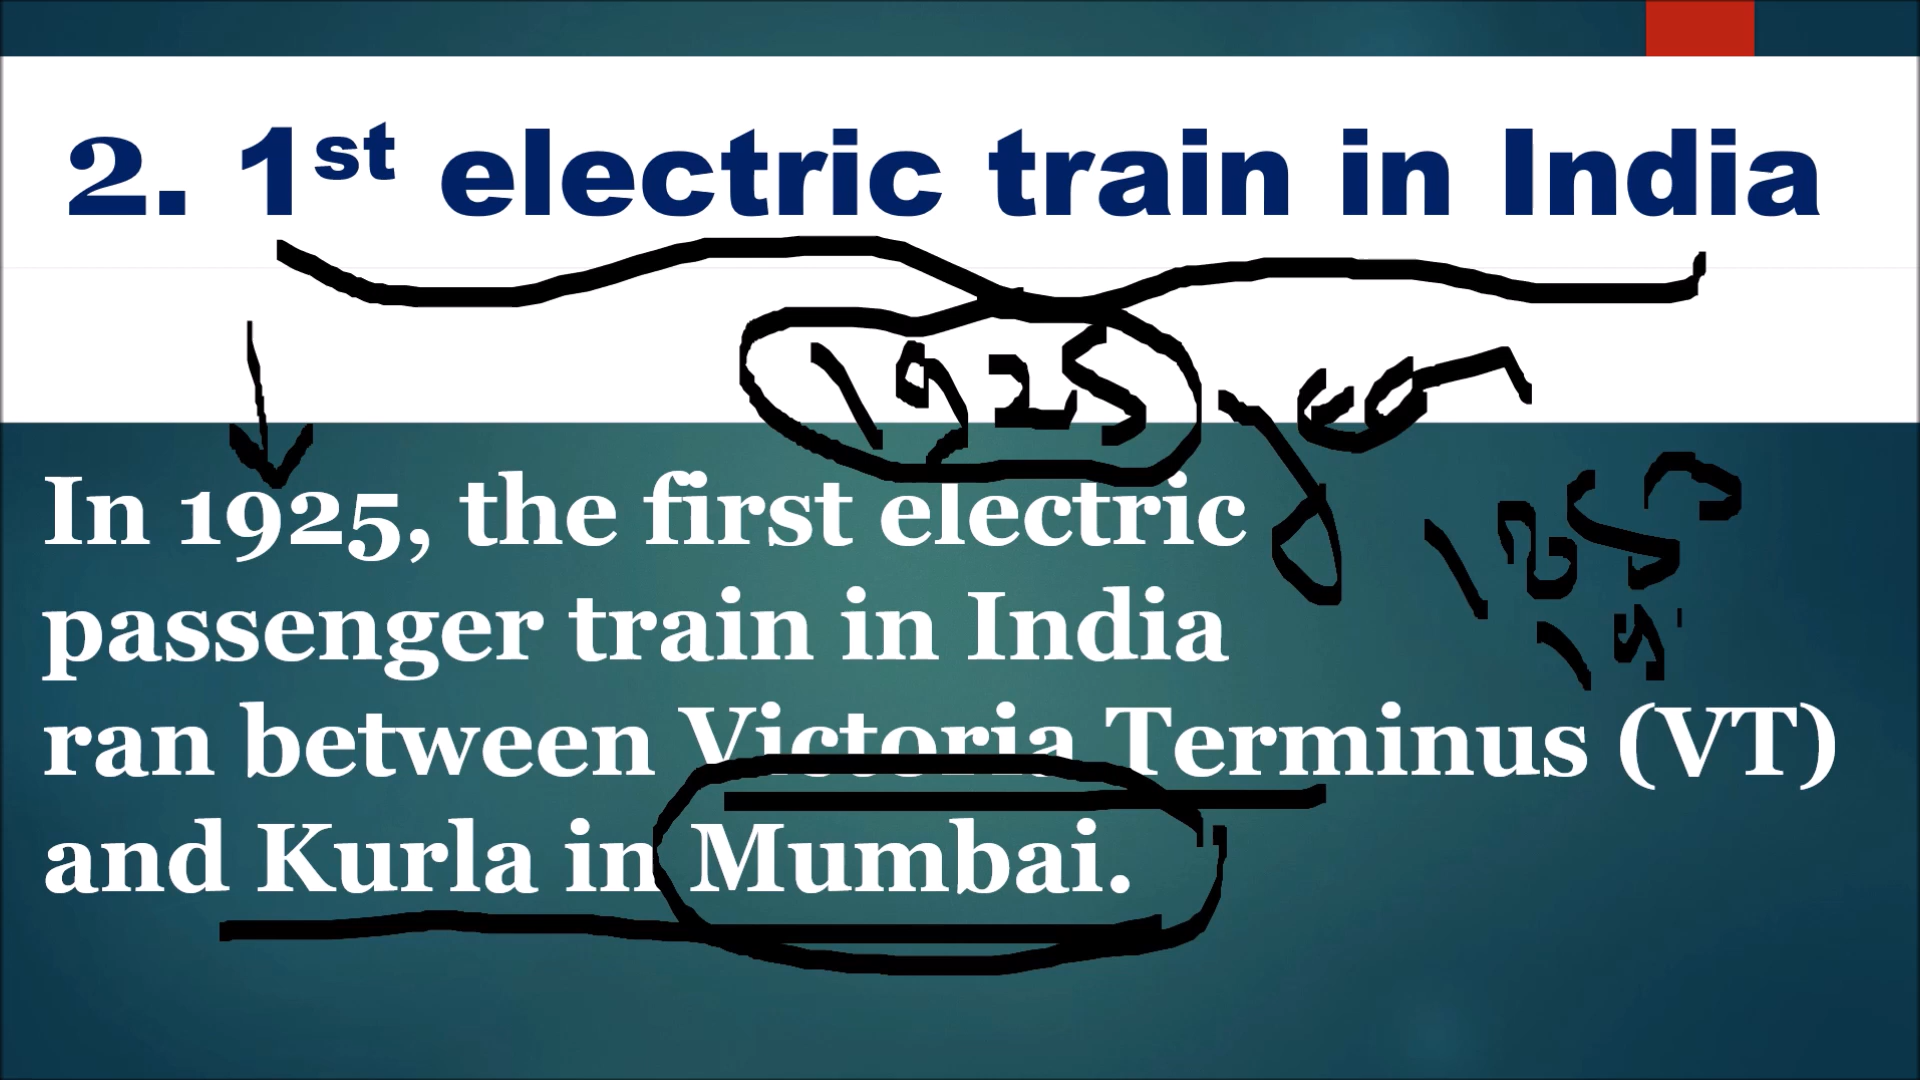 2. 1st electric train in India
1925
In 1925, the first electric
passenger train in India
ran between Victoria Terminus (VT)
and Kurla in Mumbai.